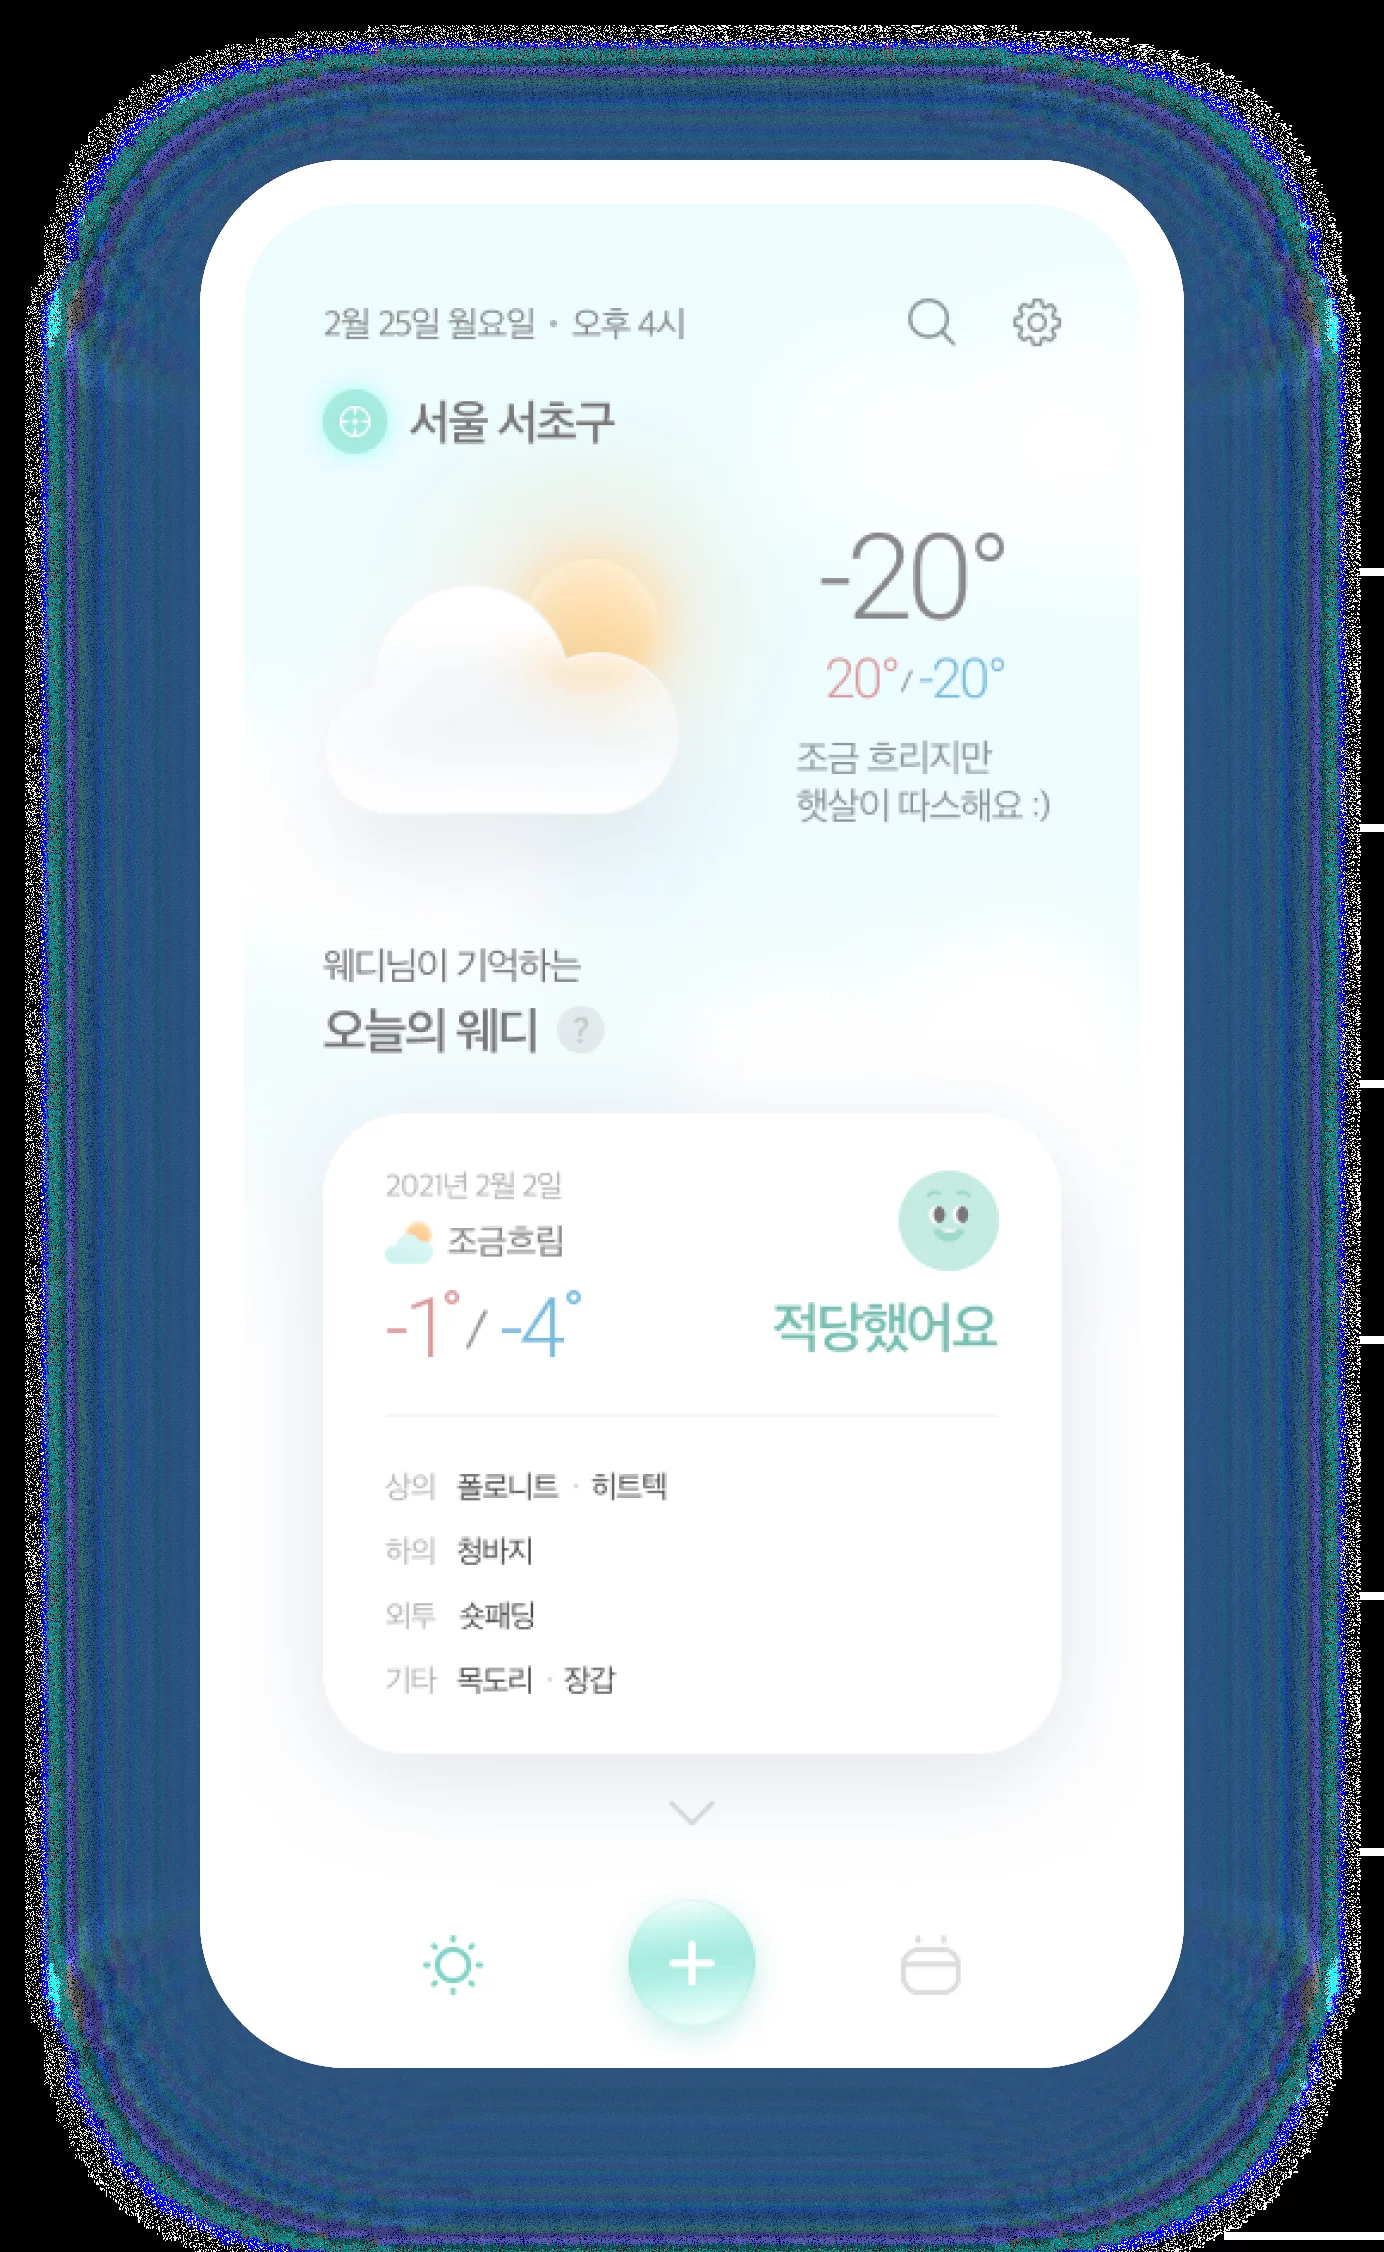 2월 25일 월요일 · 오후 4시
서울 서초구
-20°
20° / -20°
조금 흐리지만
햇살이 따스해요 :)
웨디님이 기억하는
오늘의 웨디 ?
2021년 2월 2일
조금흐림
-1° / -4°
적당했어요
상의 폴로니트 · 히트텍
하의 청바지
외투 숏패딩
기타 목도리 · 장갑